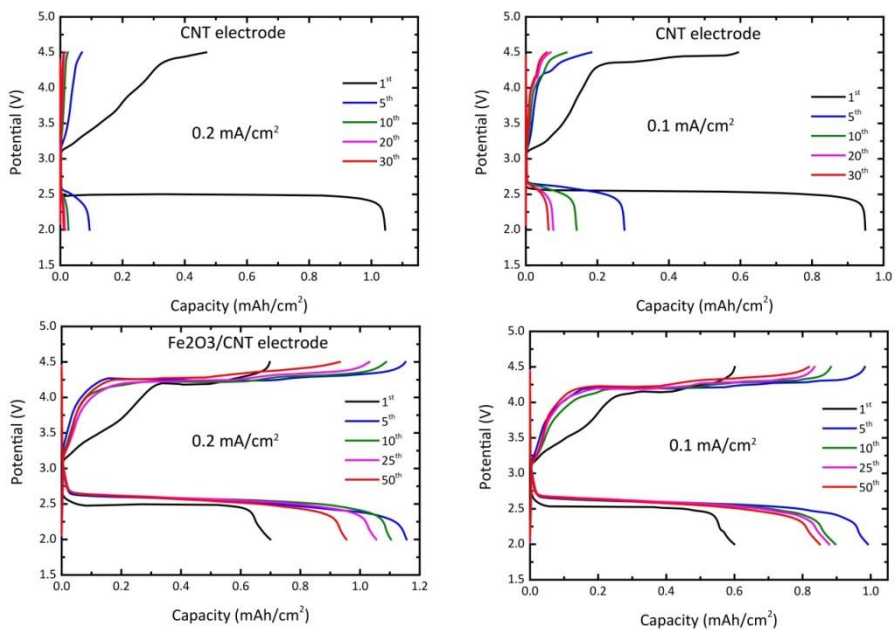 CNT electrode
5.0
4.5
4.0
3.5
3.0
2.5
2.0
1.5
Potential (V)
1st
5th
10th
20th
30th
0.2 mA/cm2
0.0 0.2 0.4 0.6 0.8 1.0
Capacity (mAh/cm2)
CNT electrode
5.0
4.5
4.0
3.5
3.0
2.5
2.0
1.5
Potential (V)
1st
5th
10th
20th
30th
0.1 mA/cm2
0.0 0.2 0.4 0.6 0.8 1.0
Capacity (mAh/cm2)
Fe2O3/CNT electrode
5.0
4.5
4.0
3.5
3.0
2.5
2.0
1.5
Potential (V)
1st
5th
10th
25th
50th
0.2 mA/cm2
0.0 0.2 0.4 0.6 0.8 1.0 1.2
Capacity (mAh/cm2)
5.0
4.5
4.0
3.5
3.0
2.5
2.0
1.5
Potential (V)
1st
5th
10th
25th
50th
0.1 mA/cm2
0.0 0.2 0.4 0.6 0.8 1.0
Capacity (mAh/cm2)